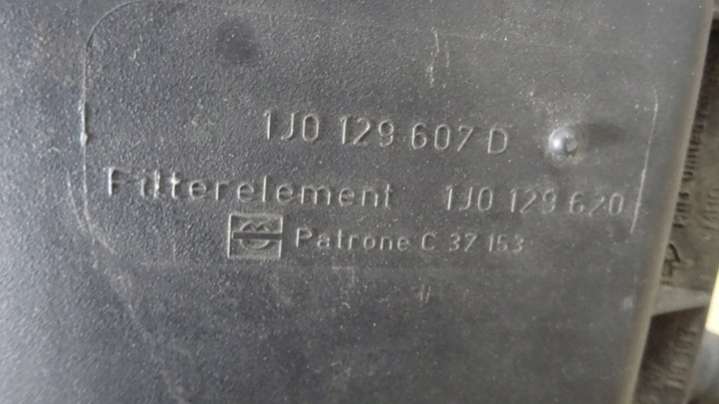 1J0 129 607 D
Filterelement 1J0 129 620
Patrone C 37 153